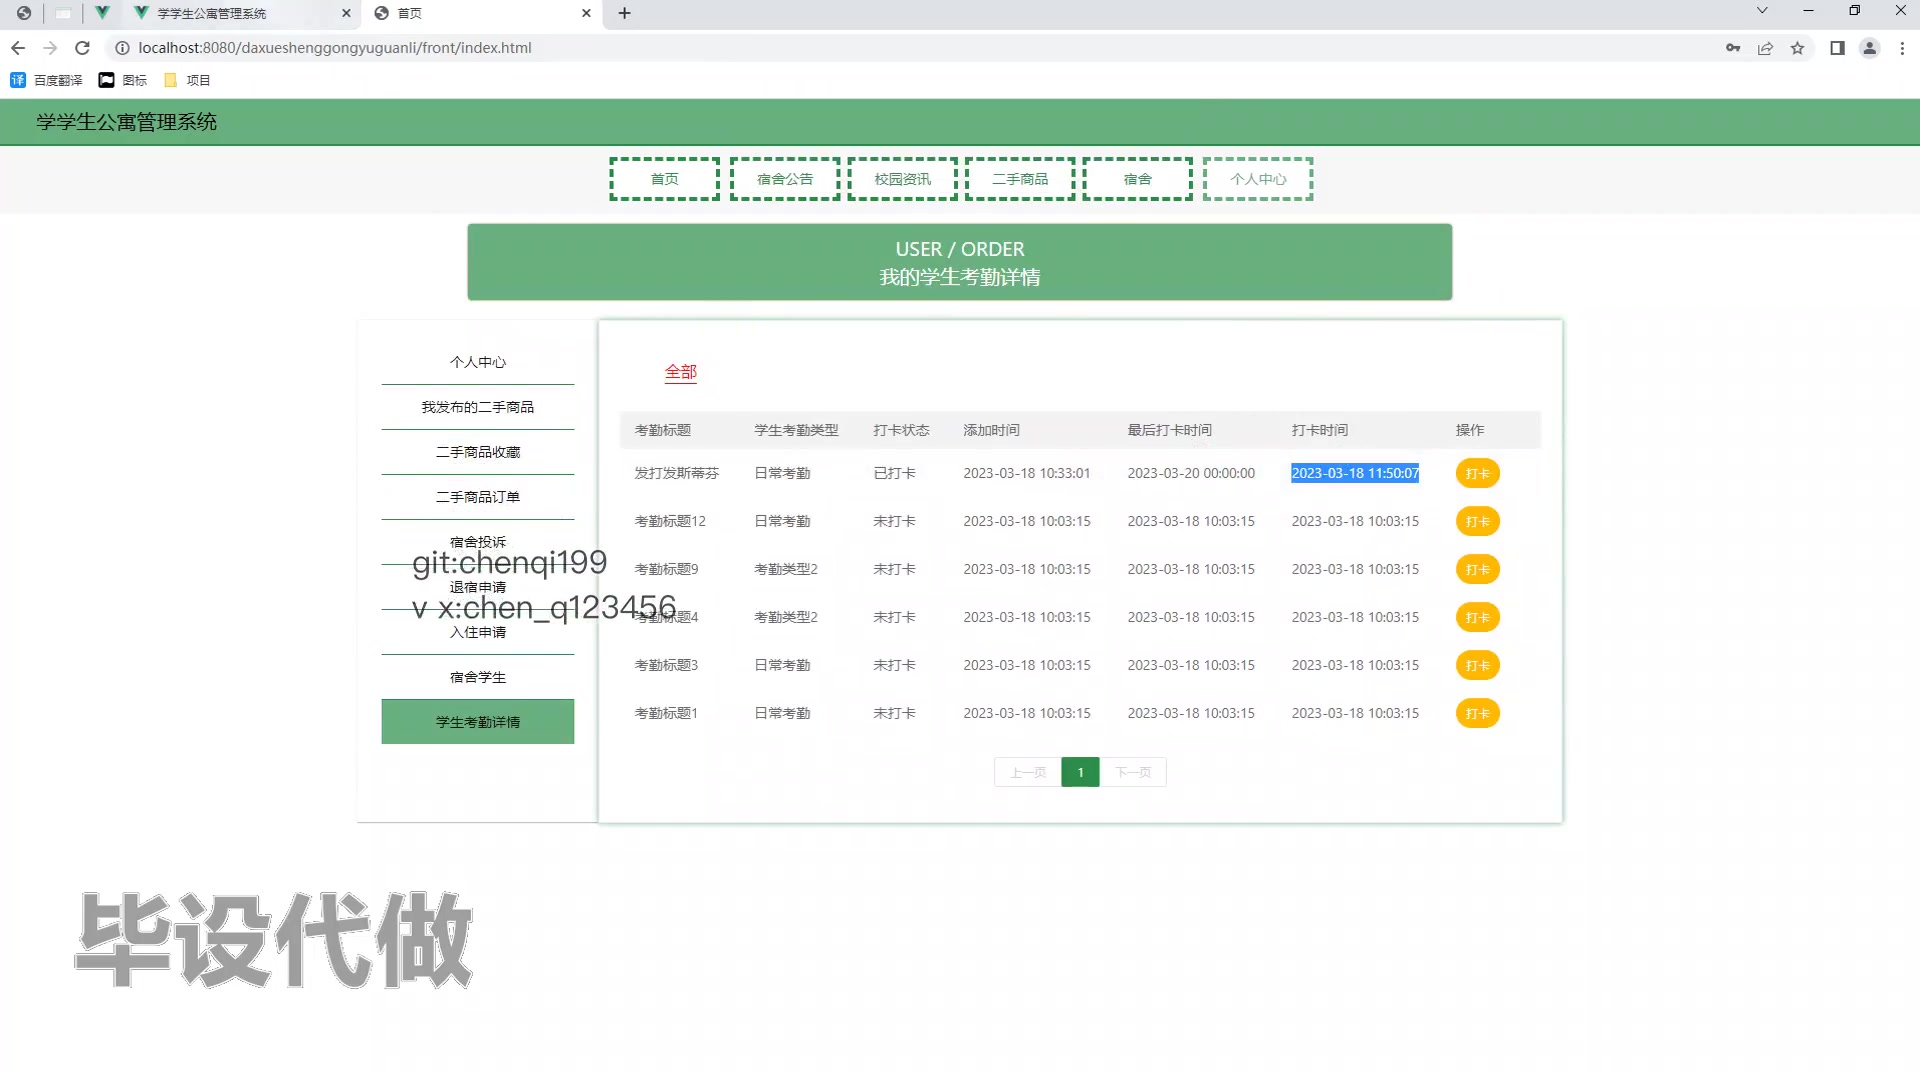 学学生公寓管理系统
首页
localhost:8080/daxueshenggongyuguanli/front/index.html
译 百度翻译 图标 项目
学学生公寓管理系统
首页 宿舍公告 校园资讯 二手商品 宿舍 个人中心
USER / ORDER
我的学生考勤详情
个人中心
我发布的二手商品
二手商品收藏
二手商品订单
宿舍投诉
退宿申请
入住申请
宿舍学生
学生考勤详情
全部
考勤标题 学生考勤类型 打卡状态 添加时间 最后打卡时间 打卡时间 操作
发打发斯蒂芬 日常考勤 已打卡 2023-03-18 10:33:01 2023-03-20 00:00:00 2023-03-18 11:50:07 打卡
考勤标题12 日常考勤 未打卡 2023-03-18 10:03:15 2023-03-18 10:03:15 2023-03-18 10:03:15 打卡
考勤标题9 考勤类型2 未打卡 2023-03-18 10:03:15 2023-03-18 10:03:15 2023-03-18 10:03:15 打卡
考勤标题4 考勤类型2 未打卡 2023-03-18 10:03:15 2023-03-18 10:03:15 2023-03-18 10:03:15 打卡
考勤标题3 日常考勤 未打卡 2023-03-18 10:03:15 2023-03-18 10:03:15 2023-03-18 10:03:15 打卡
考勤标题1 日常考勤 未打卡 2023-03-18 10:03:15 2023-03-18 10:03:15 2023-03-18 10:03:15 打卡
上一页 1 下一页
git:chenqi199
v x:chen_q123456
毕设代做